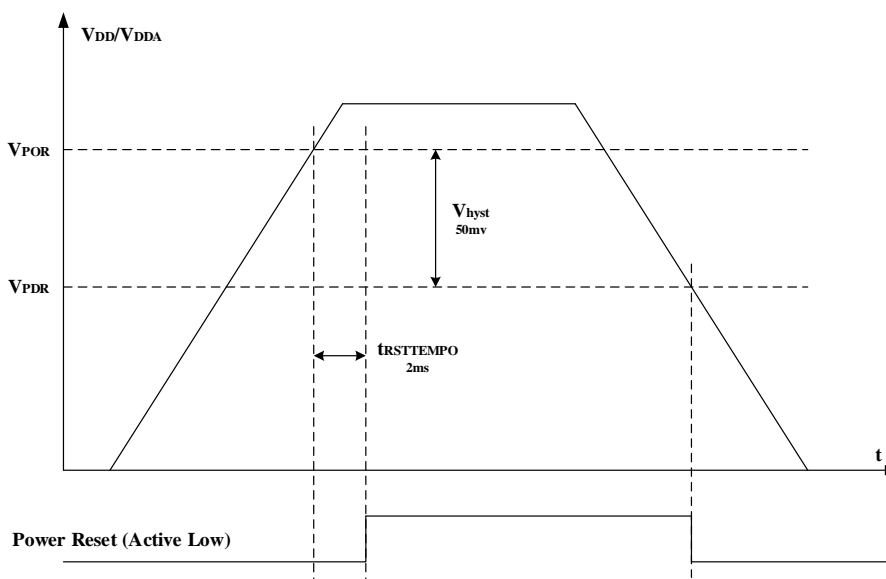 VDD/VDDA
VPOR
Vhyst
50mv
VPDR
tRSTTEMPO
2ms
t
Power Reset (Active Low)